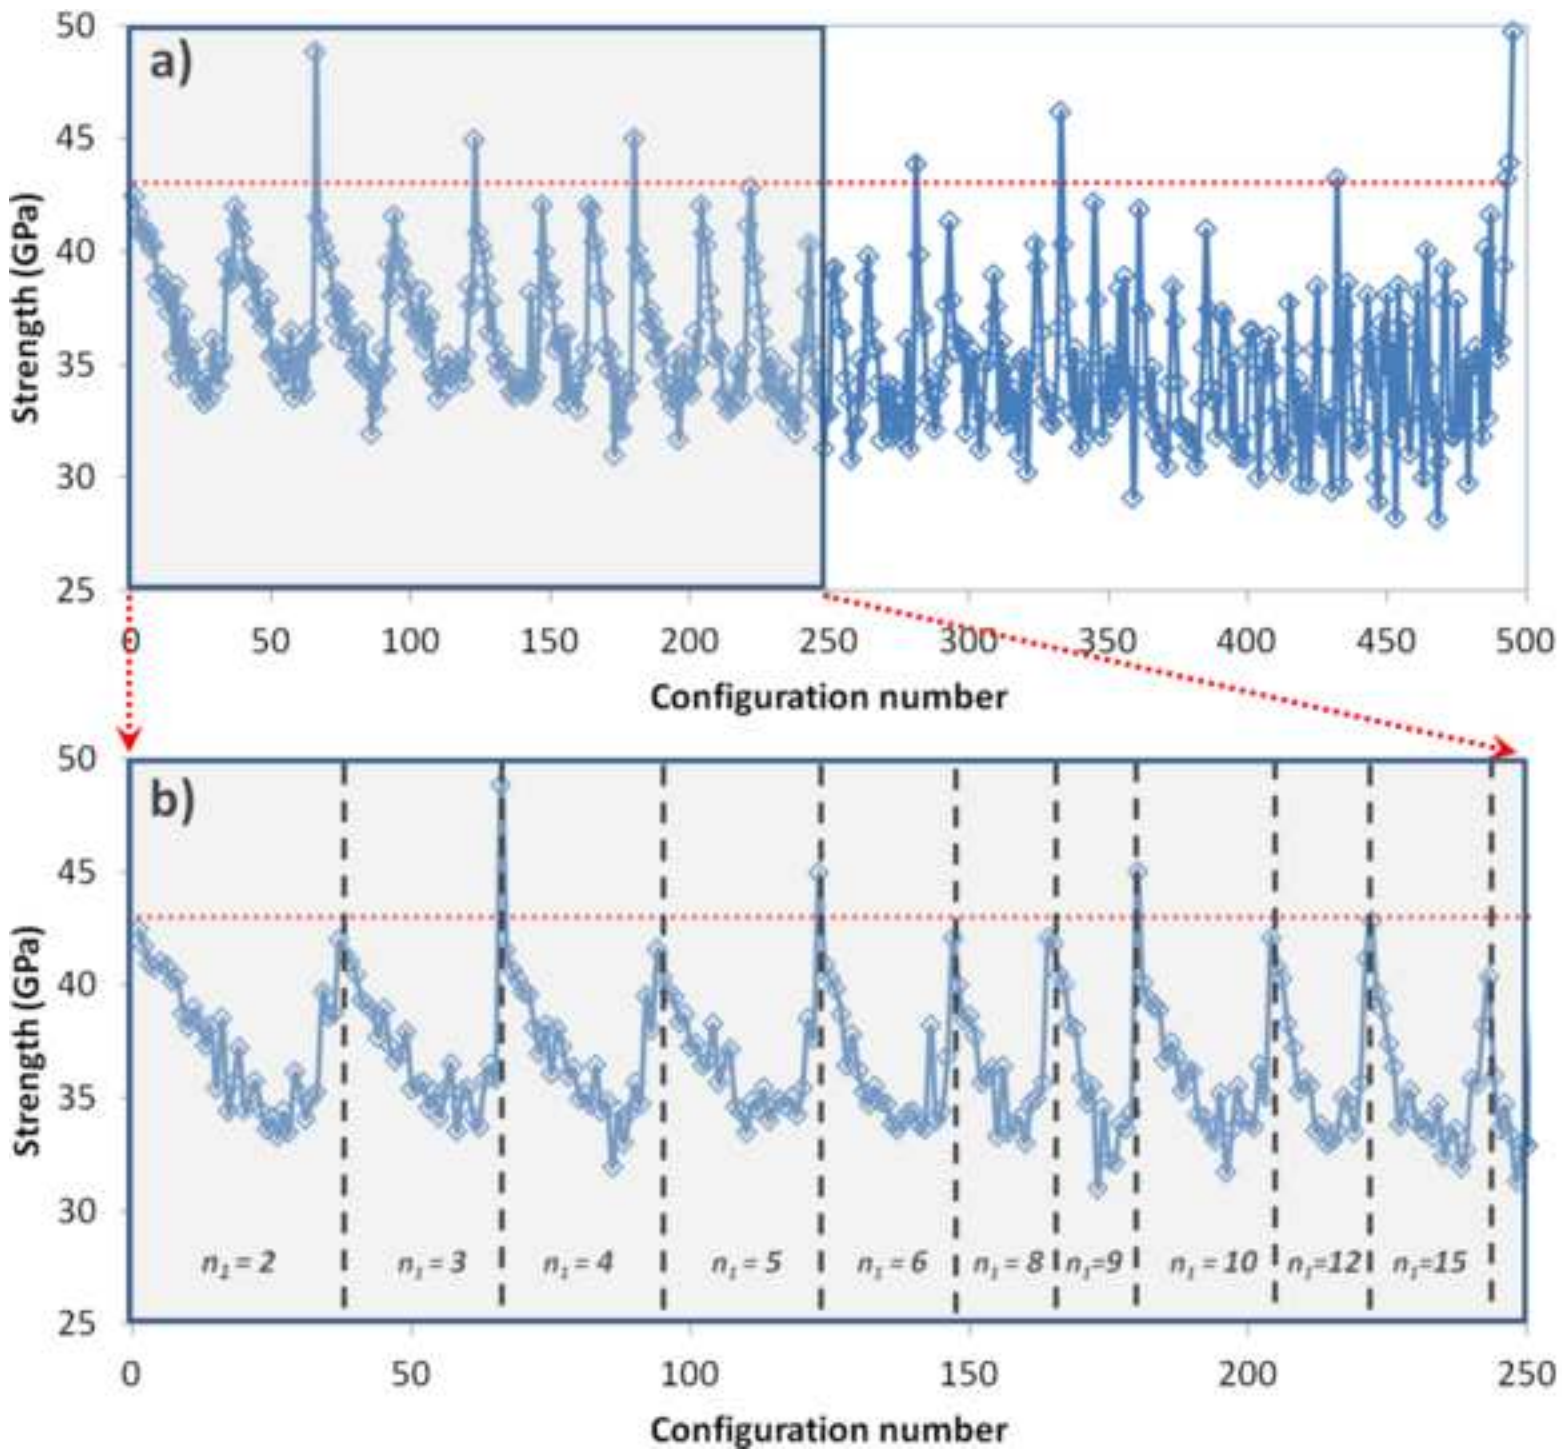 a)
50
45
40
35
30
25
Strength (GPa)
0 50 100 150 200 250 300 350 400 450 500
Configuration number
b)
50
45
40
35
30
25
Strength (GPa)
n₁ = 2 n₁ = 3 n₁ = 4 n₁ = 5 n₁ = 6 n₁ = 8 n₁=9 n₁ = 10 n₁=12 n₁=15
0 50 100 150 200 250
Configuration number